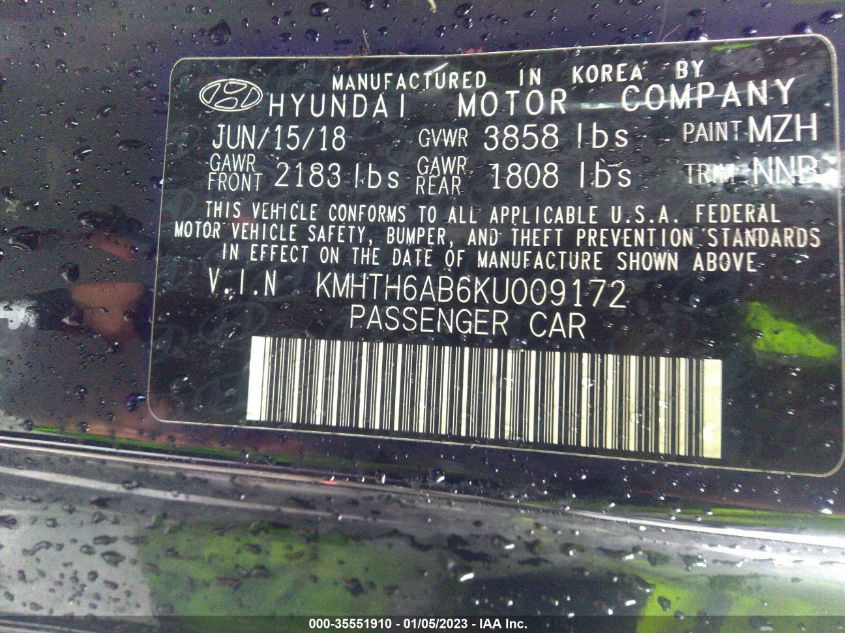 MANUFACTURED IN KOREA BY
HYUNDAI MOTOR COMPANY
JUN/15/18 GVWR 3858 lbs PAINT MZH
GAWR FRONT 2183 lbs GAWR REAR 1808 lbs TRIM NNB
THIS VEHICLE CONFORMS TO ALL APPLICABLE U.S.A. FEDERAL
MOTOR VEHICLE SAFETY, BUMPER, AND THEFT PREVENTION STANDARDS
IN EFFECT ON THE DATE OF MANUFACTURE SHOWN ABOVE
V.I.N KMHTH6AB6KU009172
PASSENGER CAR
000-35551910 - 01/05/2023 - IAA Inc.